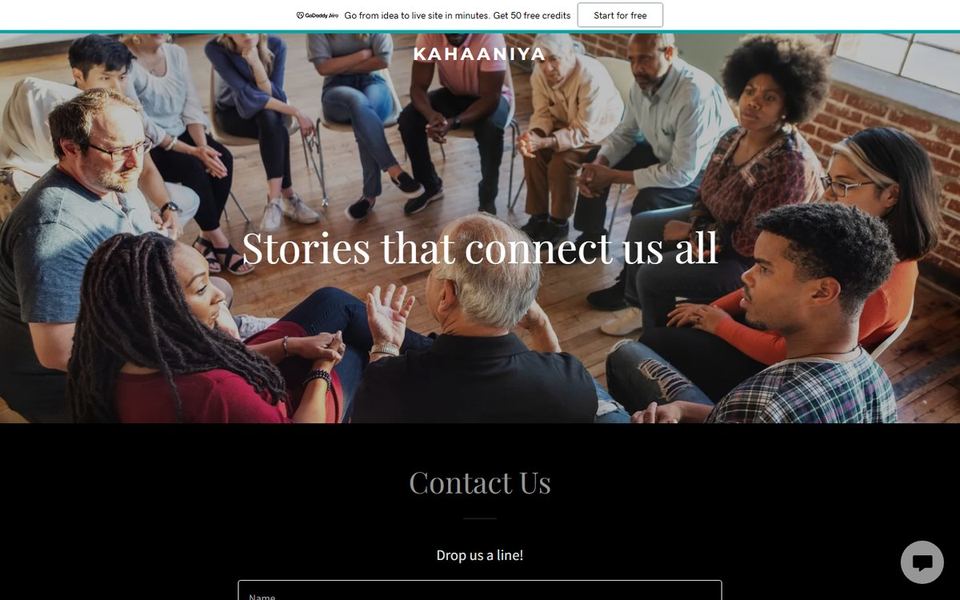 GoDaddy Airo Go from idea to live site in minutes. Get 50 free credits Start for free
KAHAANIYA
Stories that connect us all
Contact Us
Drop us a line!
Name